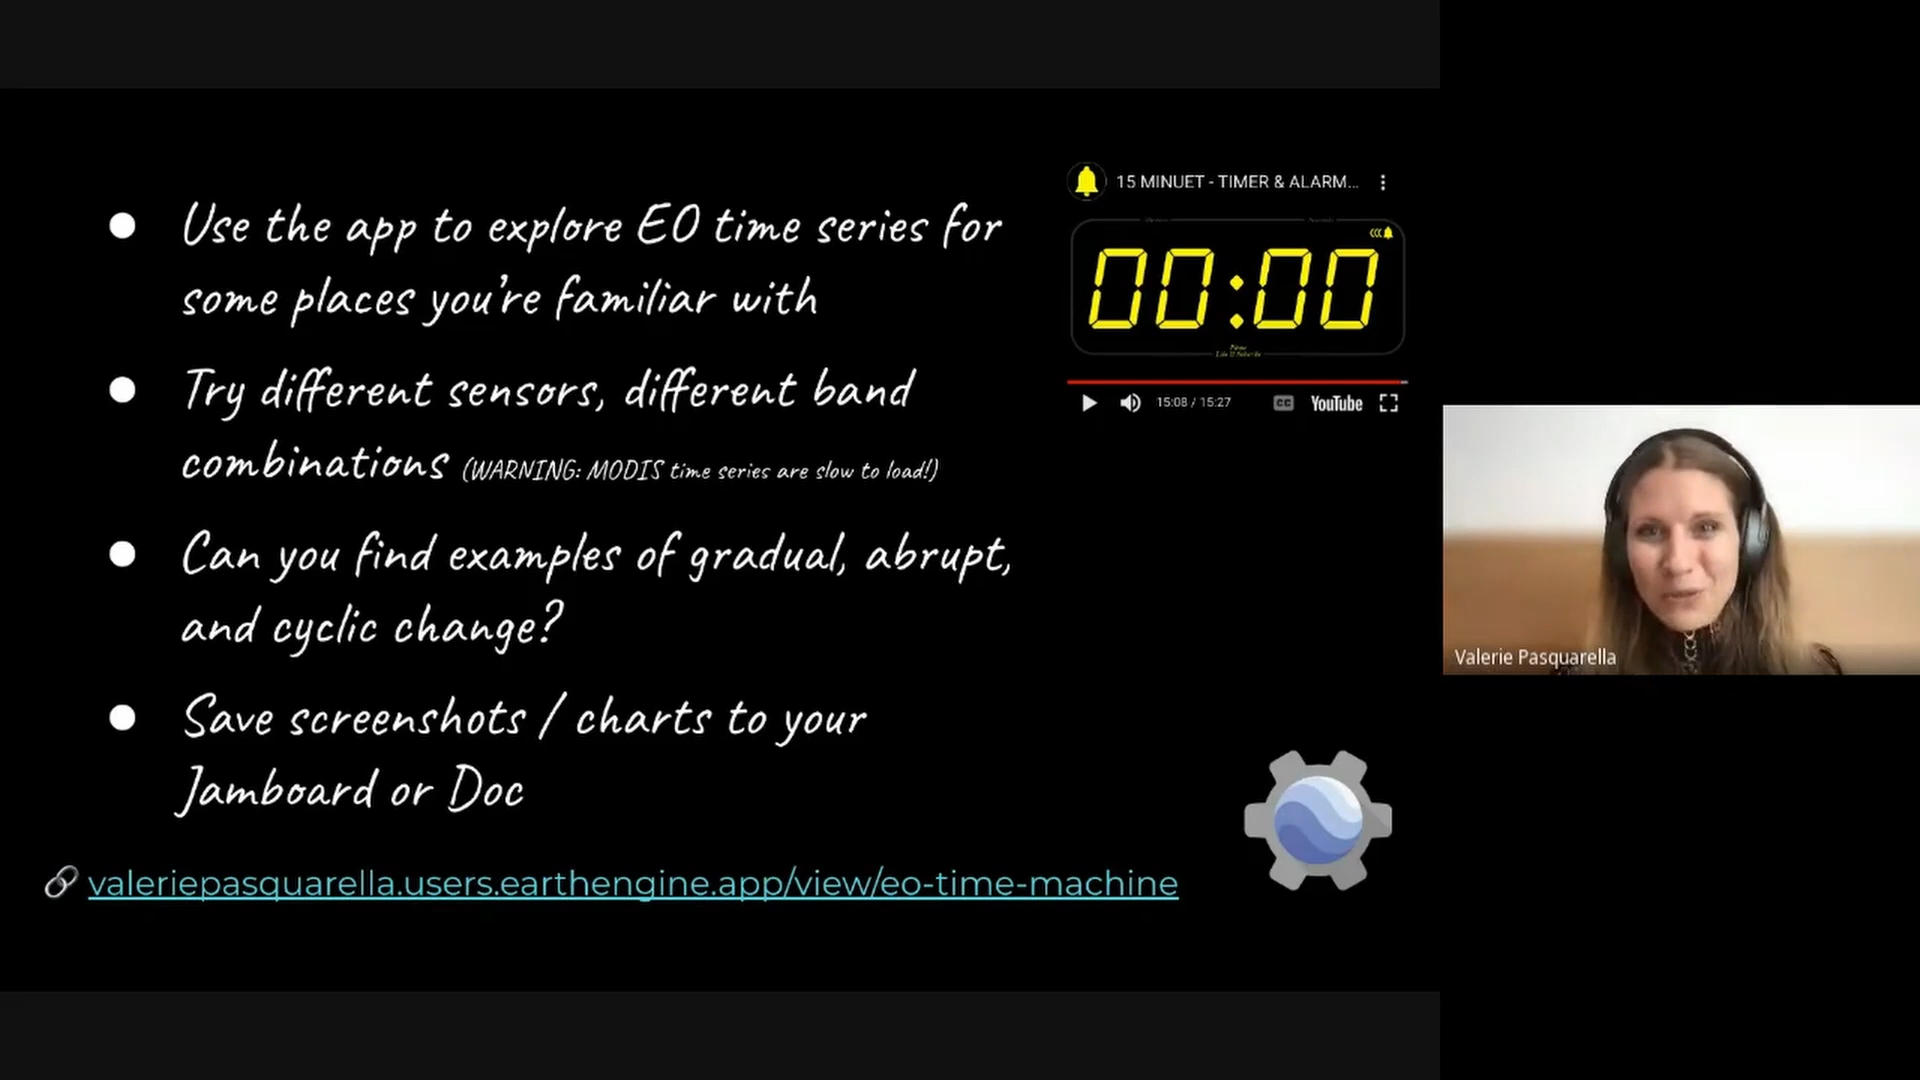 Use the app to explore EO time series for
some places you're familiar with
Try different sensors, different band
combinations (WARNING: MODIS time series are slow to load!)
Can you find examples of gradual, abrupt,
and cyclic change?
Save screenshots / charts to your
Jamboard or Doc
valeriepasquarella.users.earthengine.app/view/eo-time-machine
15 MINUET - TIMER & ALARM...
00:00
15:08 / 15:27
CC
YouTube
Valerie Pasquarella